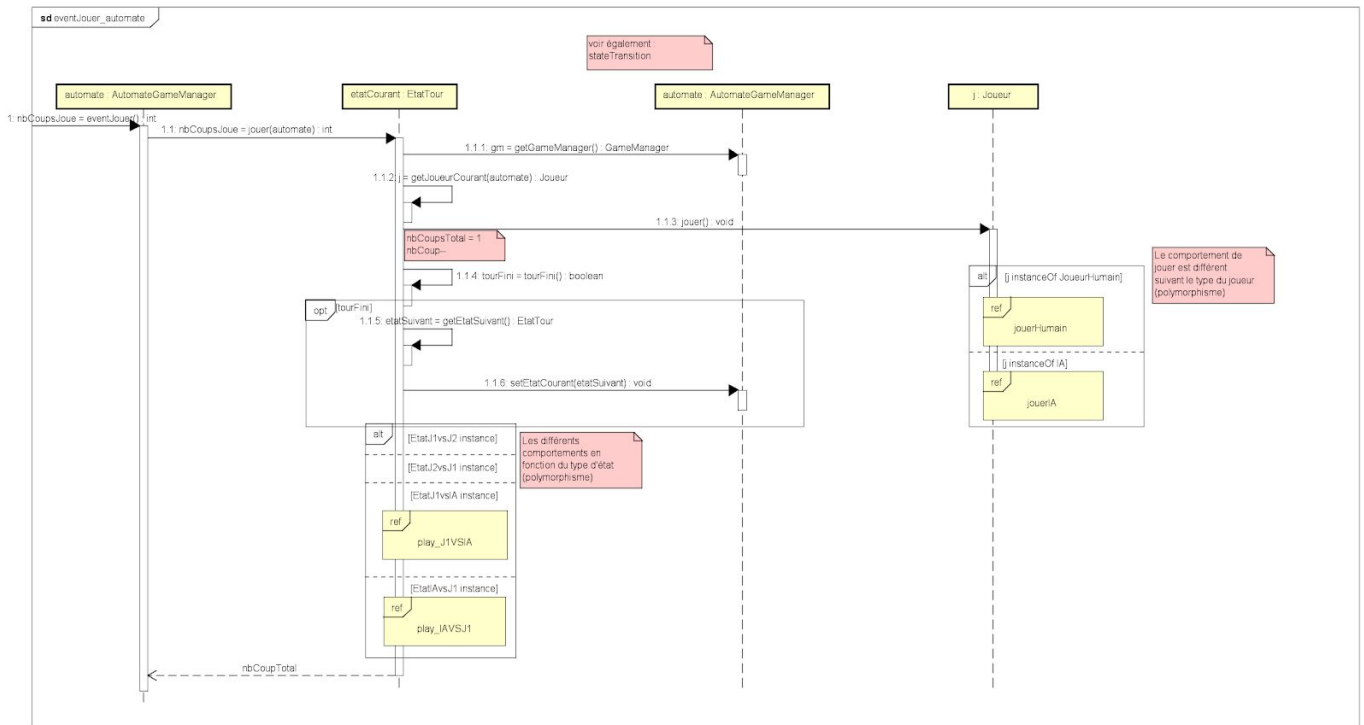 sd eventJouer_automate
voir également :
stateTransition
automate : AutomateGameManager
etatCourant : EtatTour
automate : AutomateGameManager
j : Joueur
1: nbCoupsJoue = eventJouer() : int
1.1: nbCoupsJoue = jouer(automate) : int
1.1.1: gm = getGameManager() : GameManager
1.1.2: j = getJoueurCourant(automate) : Joueur
1.1.3: jouer() : void
nbCoupsTotal = 1
nbCoup--
Le comportement de
jouer est différent
suivant le type du joueur
(polymorphisme)
alt
[j instanceOf JoueurHumain]
1.1.4: tourFini = tourFini() : boolean
ref
jouerHumain
opt
[tourFini]
1.1.5: etatSuivant = getEtatSuivant() : EtatTour
[j instanceOf IA]
ref
jouerIA
1.1.6: setEtatCourant(etatSuivant) : void
alt
[EtatJ1vsJ2 instance]
Les différents
comportements en
fonction du type d'état
(polymorphisme)
[EtatJ2vsJ1 instance]
[EtatJ1vsIA instance]
ref
play_J1VSIA
[EtatIAvsJ1 instance]
ref
play_IAVSJ1
nbCoupTotal